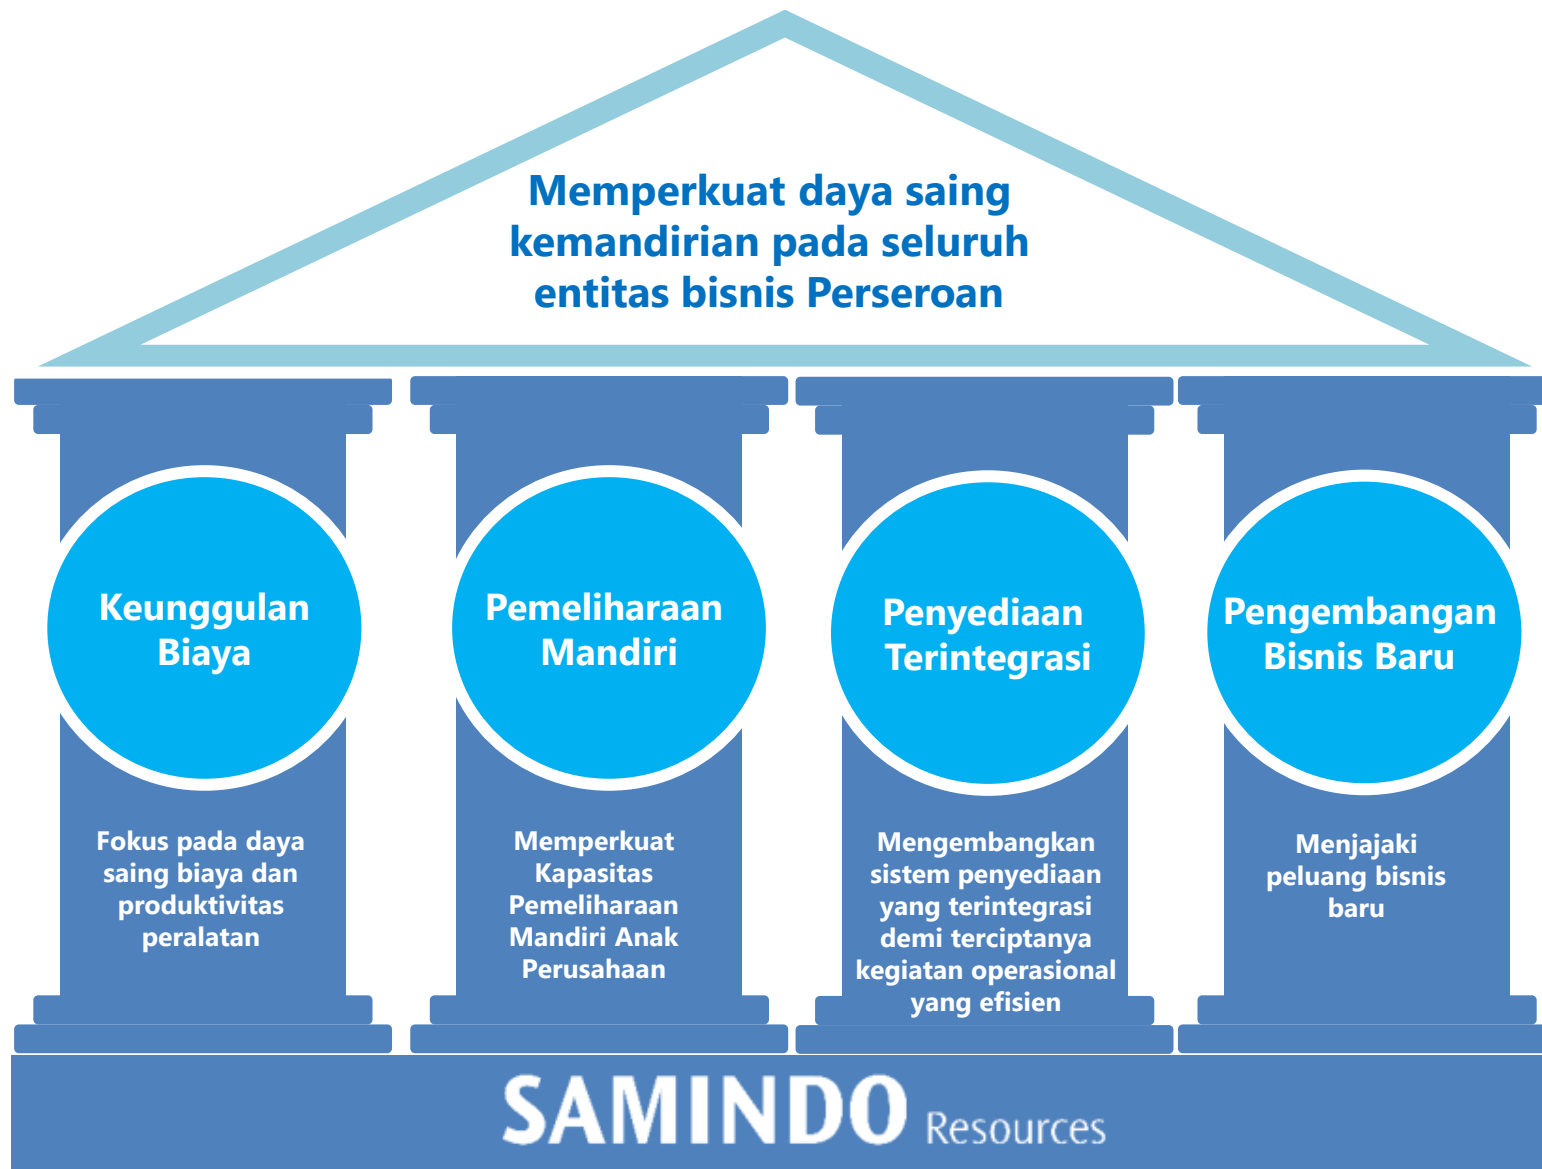 Memperkuat daya saing
kemandirian pada seluruh
entitas bisnis Perseroan
Keunggulan
Biaya
Fokus pada daya
saing biaya dan
produktivitas
peralatan
Pemeliharaan
Mandiri
Memperkuat
Kapasitas
Pemeliharaan
Mandiri Anak
Perusahaan
Penyediaan
Terintegrasi
Mengembangkan
sistem penyediaan
yang terintegrasi
demi terciptanya
kegiatan operasional
yang efisien
Pengembangan
Bisnis Baru
Menjajaki
peluang bisnis
baru
SAMINDO Resources